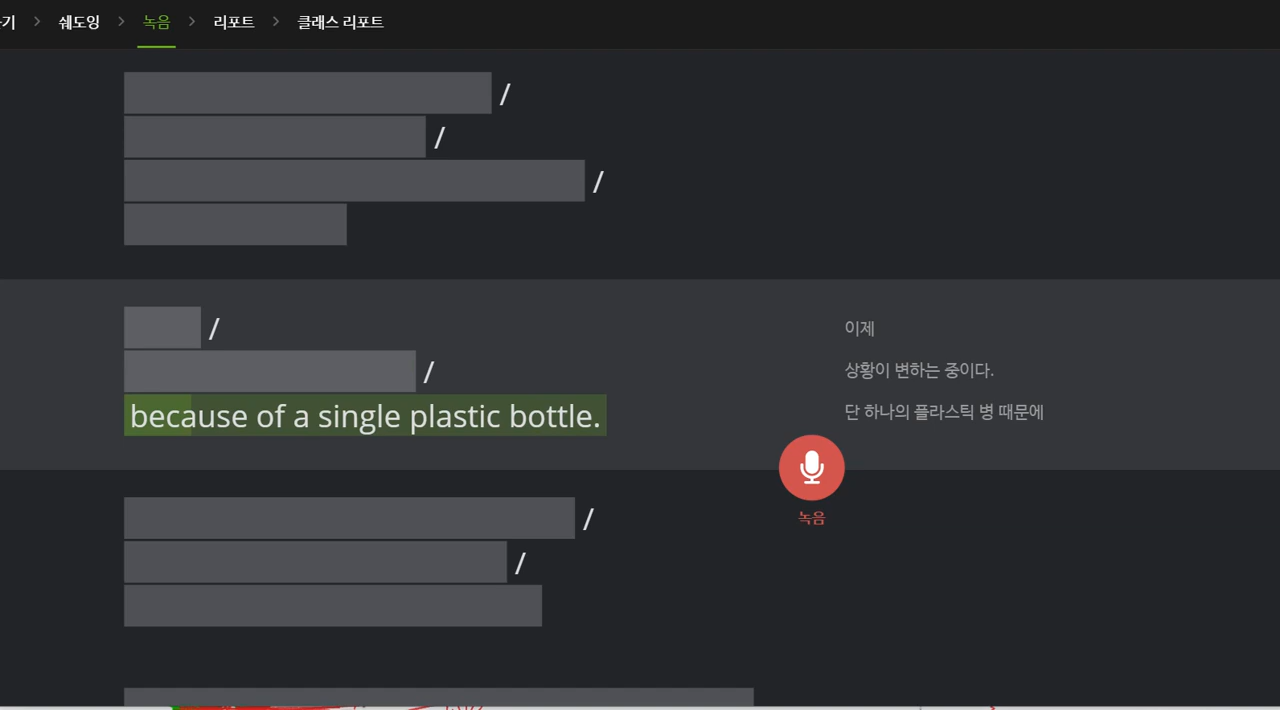 기 > 쉐도잉 > 녹음 > 리포트 > 클래스 리포트
/
/
/
/
이제
/
상황이 변하는 중이다.
because of a single plastic bottle.
단 하나의 플라스틱 병 때문에
녹음
/
/